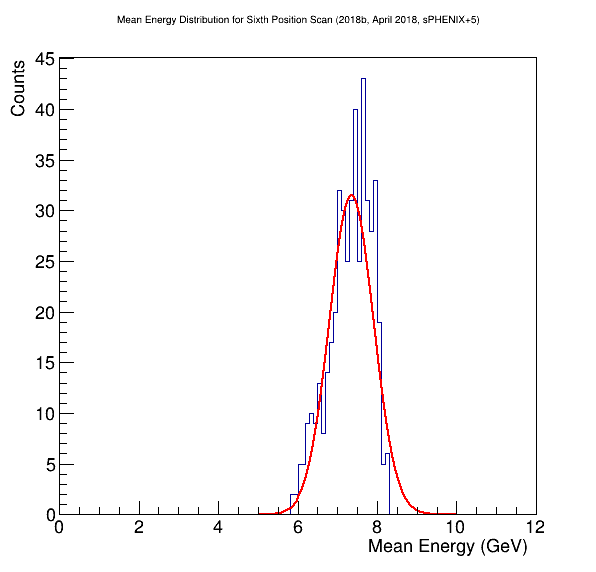 Mean Energy Distribution for Sixth Position Scan (2018b, April 2018, sPHENIX+5)
Counts
45
40
35
30
25
20
15
10
5
0
0 2 4 6 8 10 12
Mean Energy (GeV)